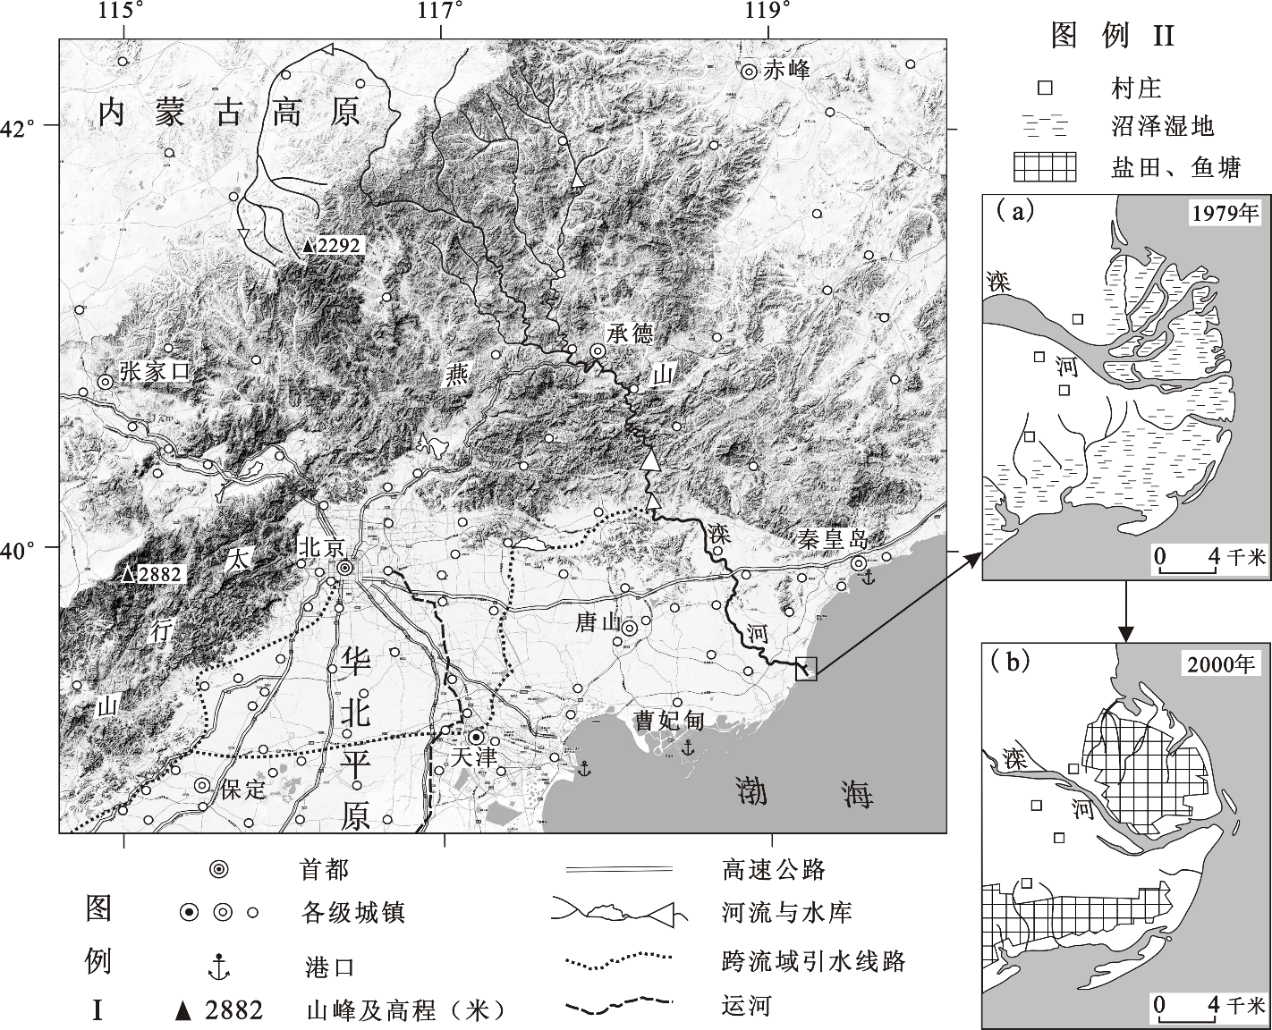 115° 117° 119°
图 例 II
村庄
沼泽湿地
盐田、鱼塘
赤峰
内 蒙 古 高 原
42°
(a) 1979年
滦
河
0 4 千米
2292
承德
张家口
燕
山
40°
北京
太
行
山
2882
滦
河
秦皇岛
唐山
华
北
平
原
曹妃甸
天津
保定
渤 海
(b) 2000年
滦
河
0 4 千米
115° 117° 119°
图
例
I
首都
各级城镇
港口
2882 山峰及高程（米）
高速公路
河流与水库
跨流域引水线路
运河